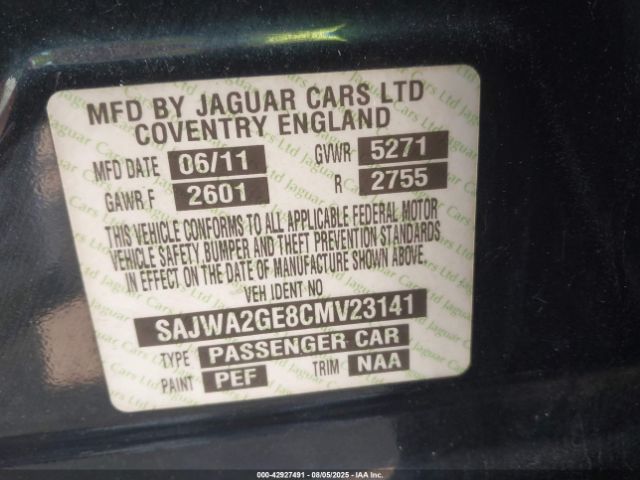 MFD BY JAGUAR CARS LTD
COVENTRY ENGLAND
MFD DATE 06/11 GVWR 5271
GAWR F 2601 R 2755
THIS VEHICLE CONFORMS TO ALL APPLICABLE FEDERAL MOTOR
VEHICLE SAFETY, BUMPER AND THEFT PREVENTION STANDARDS
IN EFFECT ON THE DATE OF MANUFACTURE SHOWN ABOVE.
VEH IDENT NO
SAJWA2GE8CMV23141
TYPE PASSENGER CAR
PAINT PEF TRIM NAA
000-42927491 - 08/05/2025 - IAA Inc.